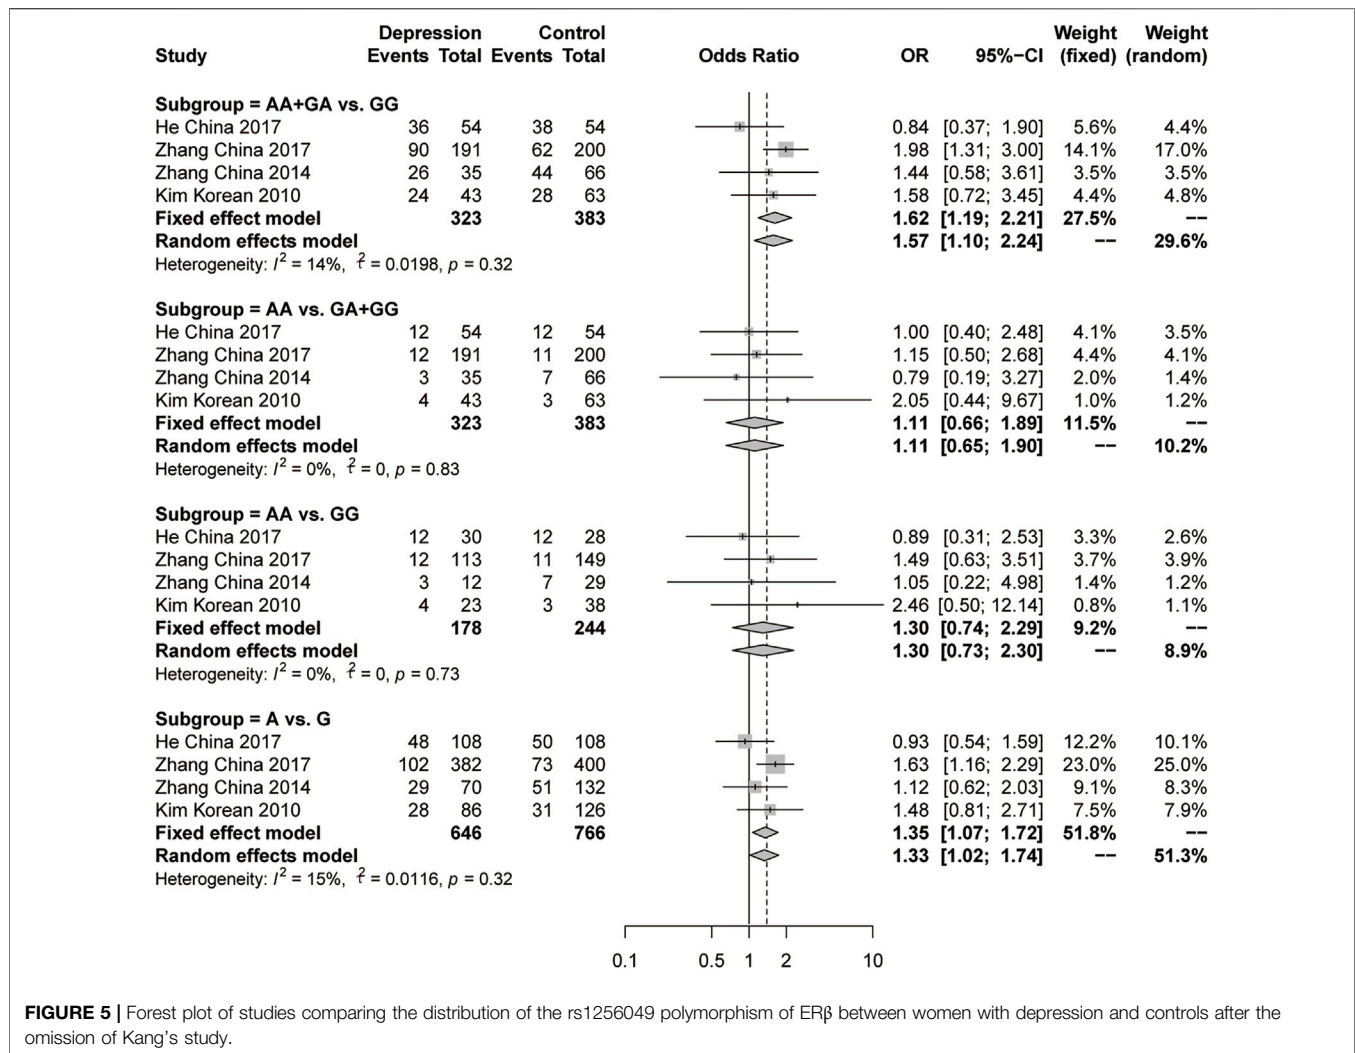 Depression Control Weight Weight
Study Events Total Events Total Odds Ratio OR 95%−CI (fixed) (random)
Subgroup = AA+GA vs. GG
He China 2017 36 54 38 54 0.84 [0.37; 1.90] 5.6% 4.4%
Zhang China 2017 90 191 62 200 1.98 [1.31; 3.00] 14.1% 17.0%
Zhang China 2014 26 35 44 66 1.44 [0.58; 3.61] 3.5% 3.5%
Kim Korean 2010 24 43 28 63 1.58 [0.72; 3.45] 4.4% 4.8%
Fixed effect model 323 383 1.62 [1.19; 2.21] 27.5% −−
Random effects model 1.57 [1.10; 2.24] −− 29.6%
Heterogeneity: I² = 14%, τ² = 0.0198, p = 0.32
Subgroup = AA vs. GA+GG
He China 2017 12 54 12 54 1.00 [0.40; 2.48] 4.1% 3.5%
Zhang China 2017 12 191 11 200 1.15 [0.50; 2.68] 4.4% 4.1%
Zhang China 2014 3 35 7 66 0.79 [0.19; 3.27] 2.0% 1.4%
Kim Korean 2010 4 43 3 63 2.05 [0.44; 9.67] 1.0% 1.2%
Fixed effect model 323 383 1.11 [0.66; 1.89] 11.5% −−
Random effects model 1.11 [0.65; 1.90] −− 10.2%
Heterogeneity: I² = 0%, τ² = 0, p = 0.83
Subgroup = AA vs. GG
He China 2017 12 30 12 28 0.89 [0.31; 2.53] 3.3% 2.6%
Zhang China 2017 12 113 11 149 1.49 [0.63; 3.51] 3.7% 3.9%
Zhang China 2014 3 12 7 29 1.05 [0.22; 4.98] 1.4% 1.2%
Kim Korean 2010 4 23 3 38 2.46 [0.50; 12.14] 0.8% 1.1%
Fixed effect model 178 244 1.30 [0.74; 2.29] 9.2% −−
Random effects model 1.30 [0.73; 2.30] −− 8.9%
Heterogeneity: I² = 0%, τ² = 0, p = 0.73
Subgroup = A vs. G
He China 2017 48 108 50 108 0.93 [0.54; 1.59] 12.2% 10.1%
Zhang China 2017 102 382 73 400 1.63 [1.16; 2.29] 23.0% 25.0%
Zhang China 2014 29 70 51 132 1.12 [0.62; 2.03] 9.1% 8.3%
Kim Korean 2010 28 86 31 126 1.48 [0.81; 2.71] 7.5% 7.9%
Fixed effect model 646 766 1.35 [1.07; 1.72] 51.8% −−
Random effects model 1.33 [1.02; 1.74] −− 51.3%
Heterogeneity: I² = 15%, τ² = 0.0116, p = 0.32
0.1 0.5 1 2 10
FIGURE 5 | Forest plot of studies comparing the distribution of the rs1256049 polymorphism of ERβ between women with depression and controls after the
omission of Kang's study.